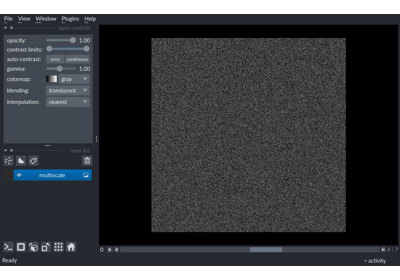 File View Window Plugins Help
layer controls
opacity: 1.00
contrast limits:
auto-contrast: once continuous
gamma: 1.00
colormap: gray
blending: translucent
interpolation: nearest
layer list
multiscale
0
Ready
activity